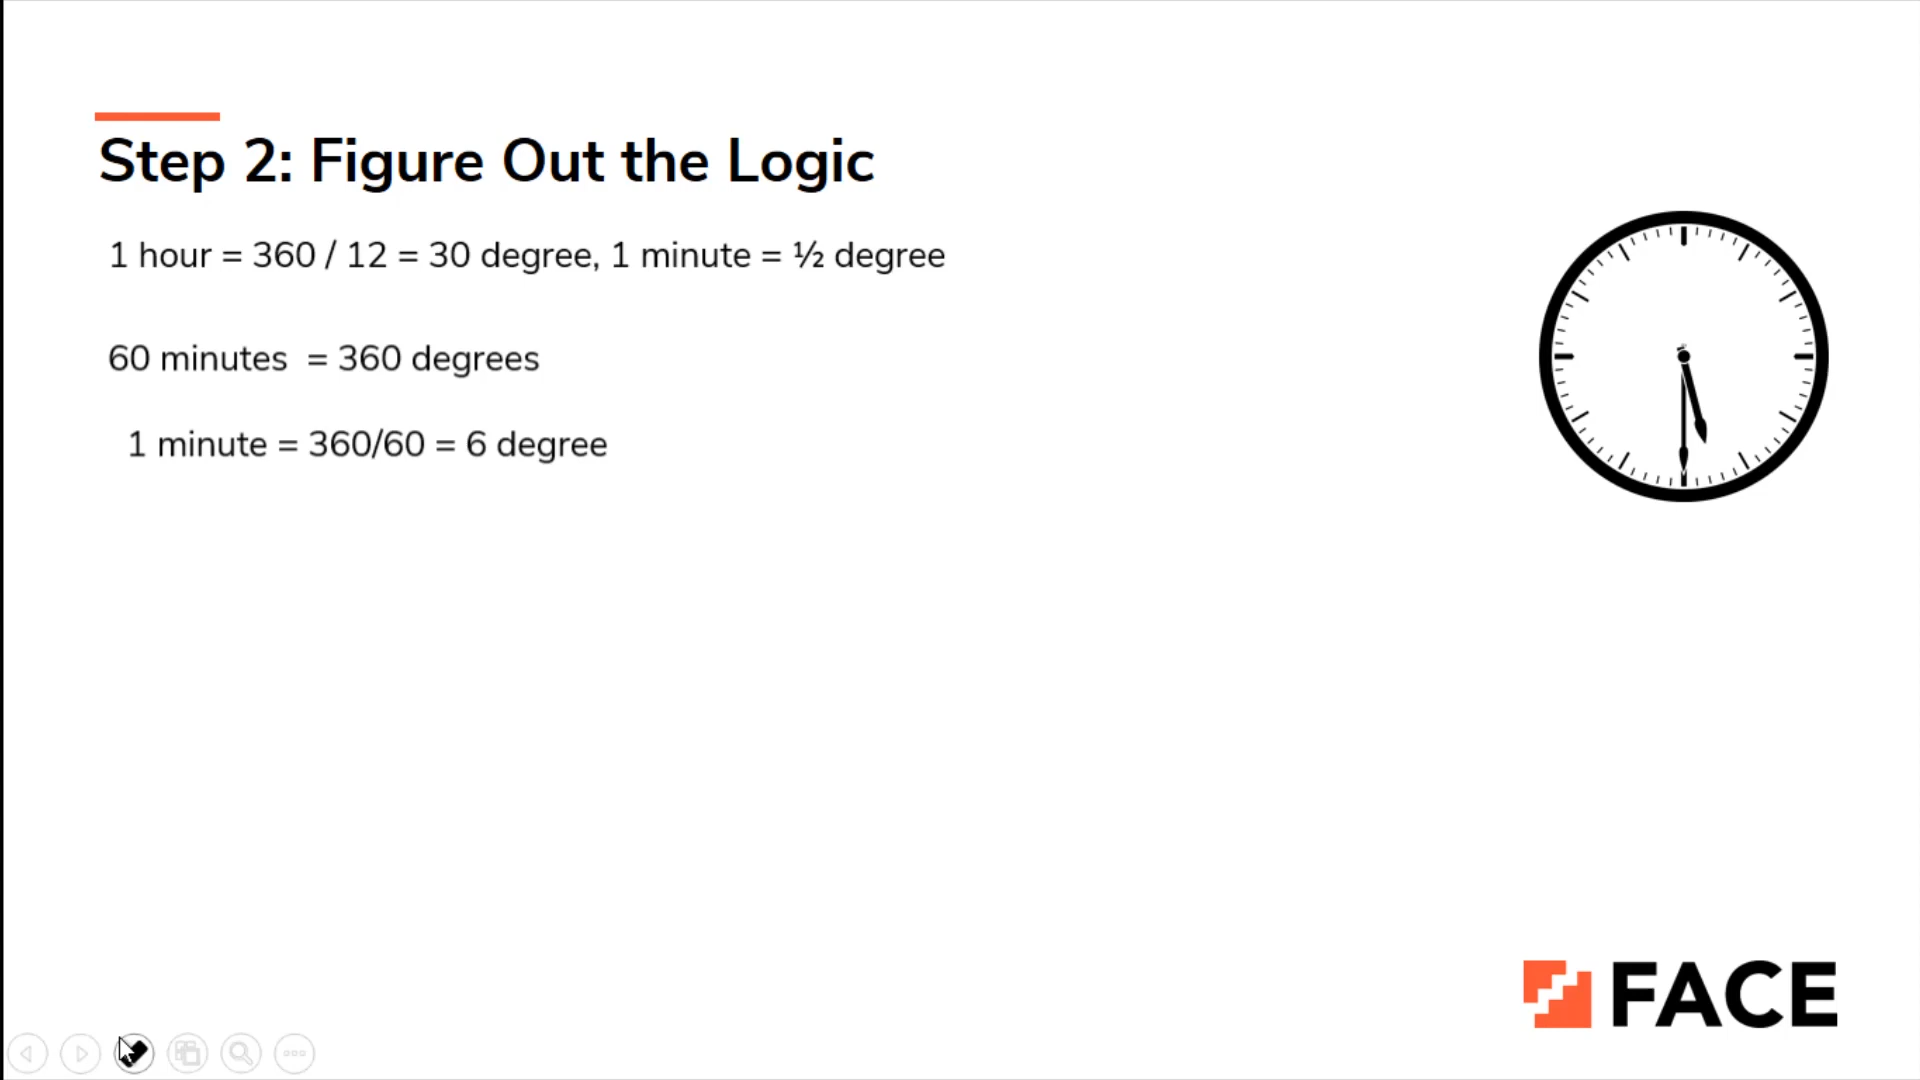 Step 2: Figure Out the Logic
1 hour = 360 / 12 = 30 degree, 1 minute = ½ degree
60 minutes  = 360 degrees
1 minute = 360/60 = 6 degree
FACE